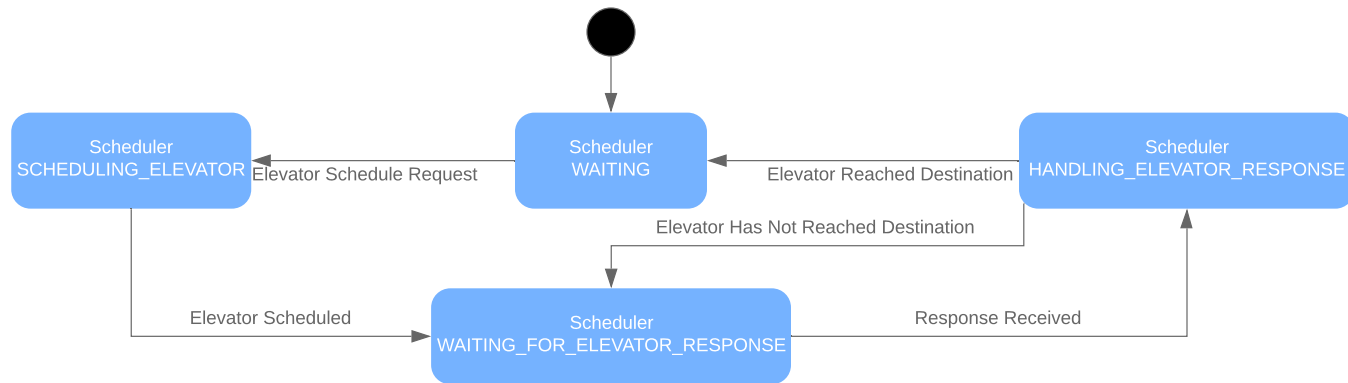 Scheduler
SCHEDULING_ELEVATOR
Elevator Schedule Request
Scheduler
WAITING
Elevator Reached Destination
Scheduler
HANDLING_ELEVATOR_RESPONSE
Elevator Has Not Reached Destination
Elevator Scheduled
Scheduler
WAITING_FOR_ELEVATOR_RESPONSE
Response Received